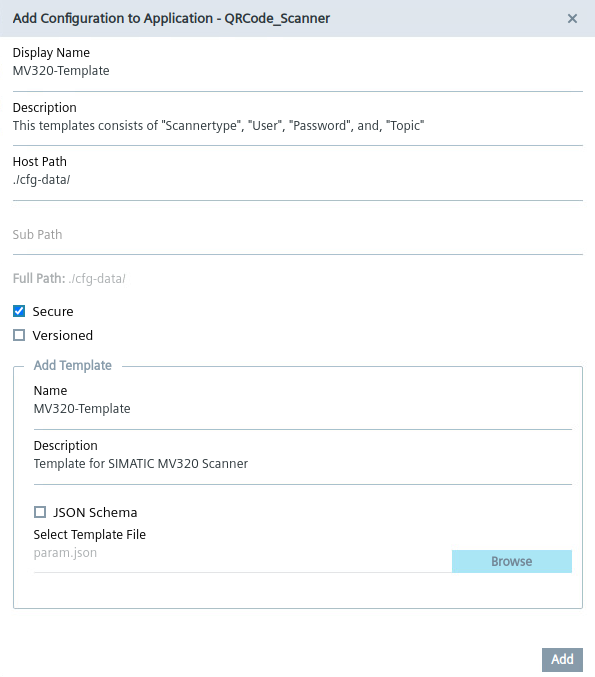 Add Configuration to Application - QRCode_Scanner
Display Name
MV320-Template
Description
This templates consists of "Scannertype", "User", "Password", and, "Topic"
Host Path
./cfg-data/
Sub Path
Full Path: ./cfg-data/
Secure
Versioned
Add Template
Name
MV320-Template
Description
Template for SIMATIC MV320 Scanner
JSON Schema
Select Template File
param.json
Browse
Add